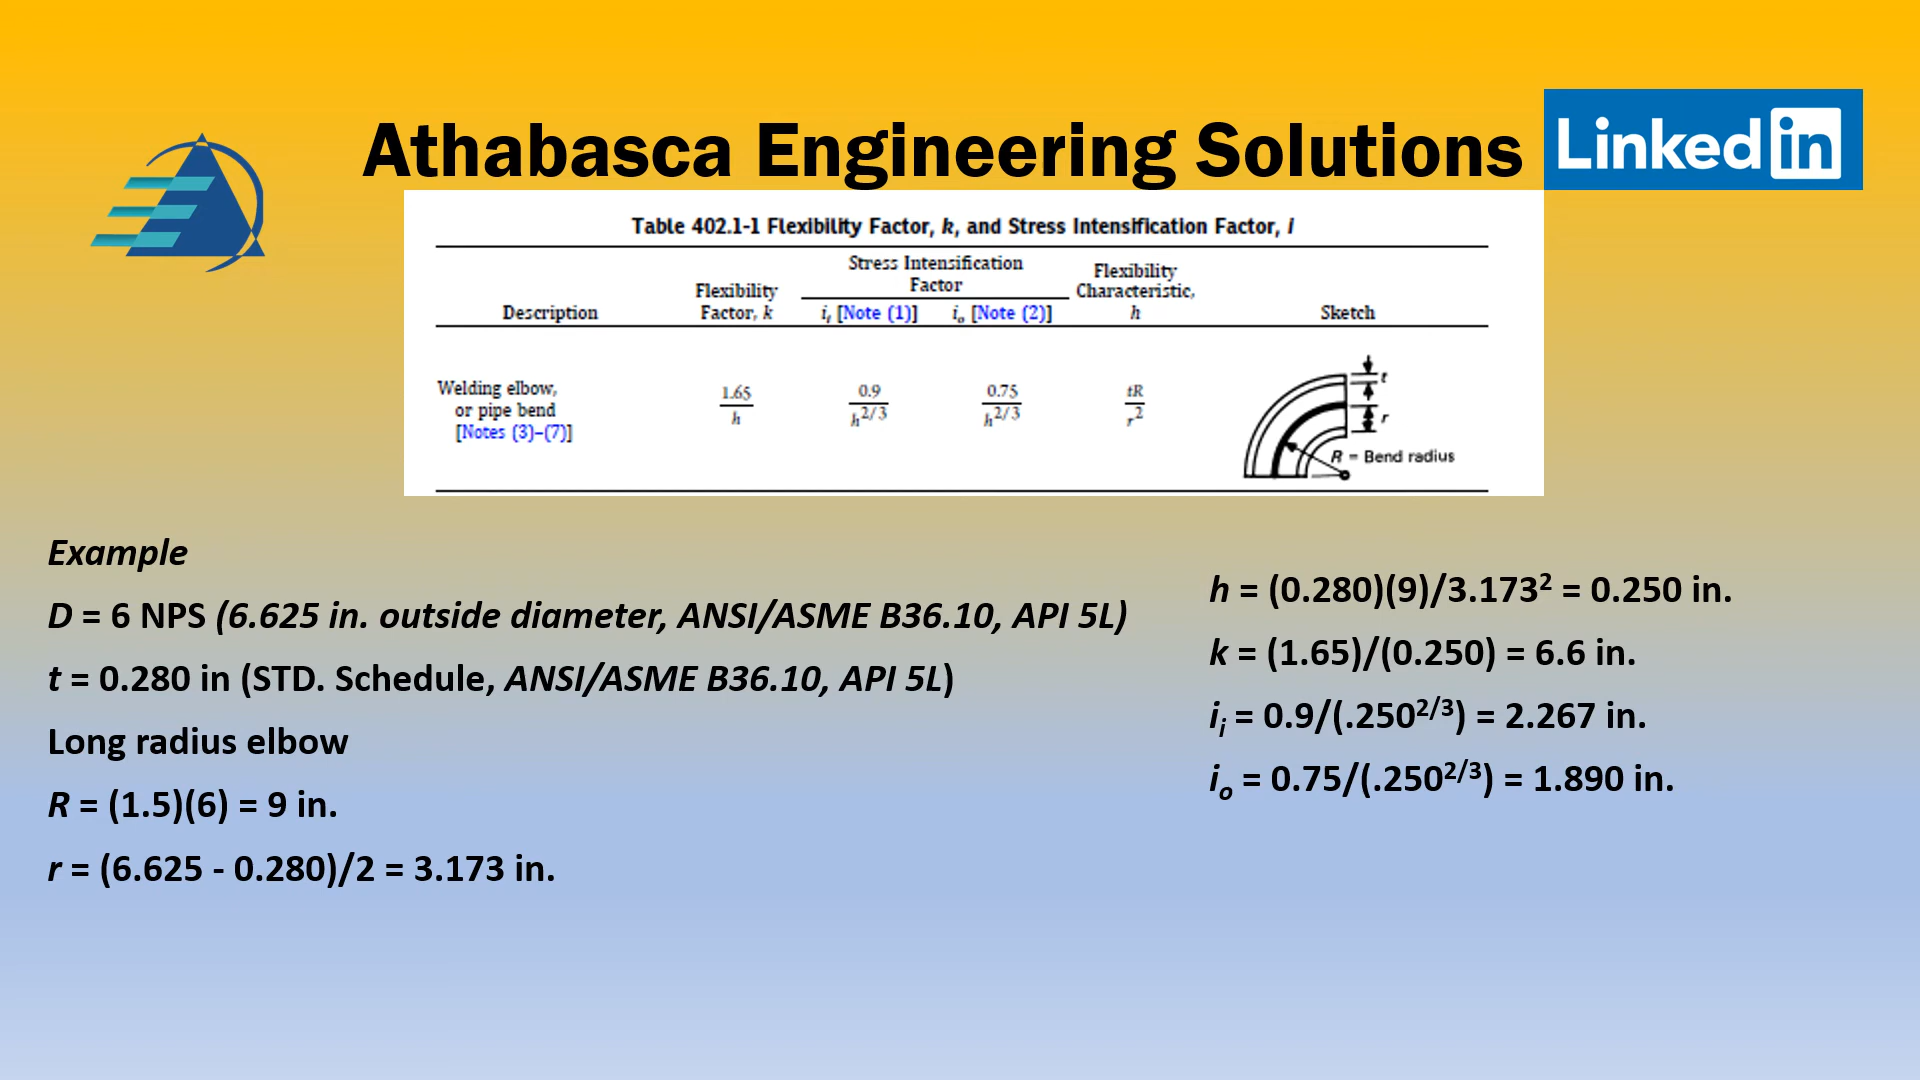 Athabasca Engineering Solutions
Linked in
Table 402.1-1 Flexibility Factor, k, and Stress Intensification Factor, i
Description
Flexibility
Factor, k
Stress Intensification
Factor
i_i [Note (1)]
i_o [Note (2)]
Flexibility
Characteristic,
h
Sketch
Welding elbow,
or pipe bend
[Notes (3)–(7)]
1.65
h
0.9
h^2/3
0.75
h^2/3
tR
r²
t
r
R = Bend radius
Example
D = 6 NPS (6.625 in. outside diameter, ANSI/ASME B36.10, API 5L)
t = 0.280 in (STD. Schedule, ANSI/ASME B36.10, API 5L)
Long radius elbow
R = (1.5)(6) = 9 in.
r = (6.625 - 0.280)/2 = 3.173 in.
h = (0.280)(9)/3.173² = 0.250 in.
k = (1.65)/(0.250) = 6.6 in.
i_i = 0.9/(.250^2/3) = 2.267 in.
i_o = 0.75/(.250^2/3) = 1.890 in.